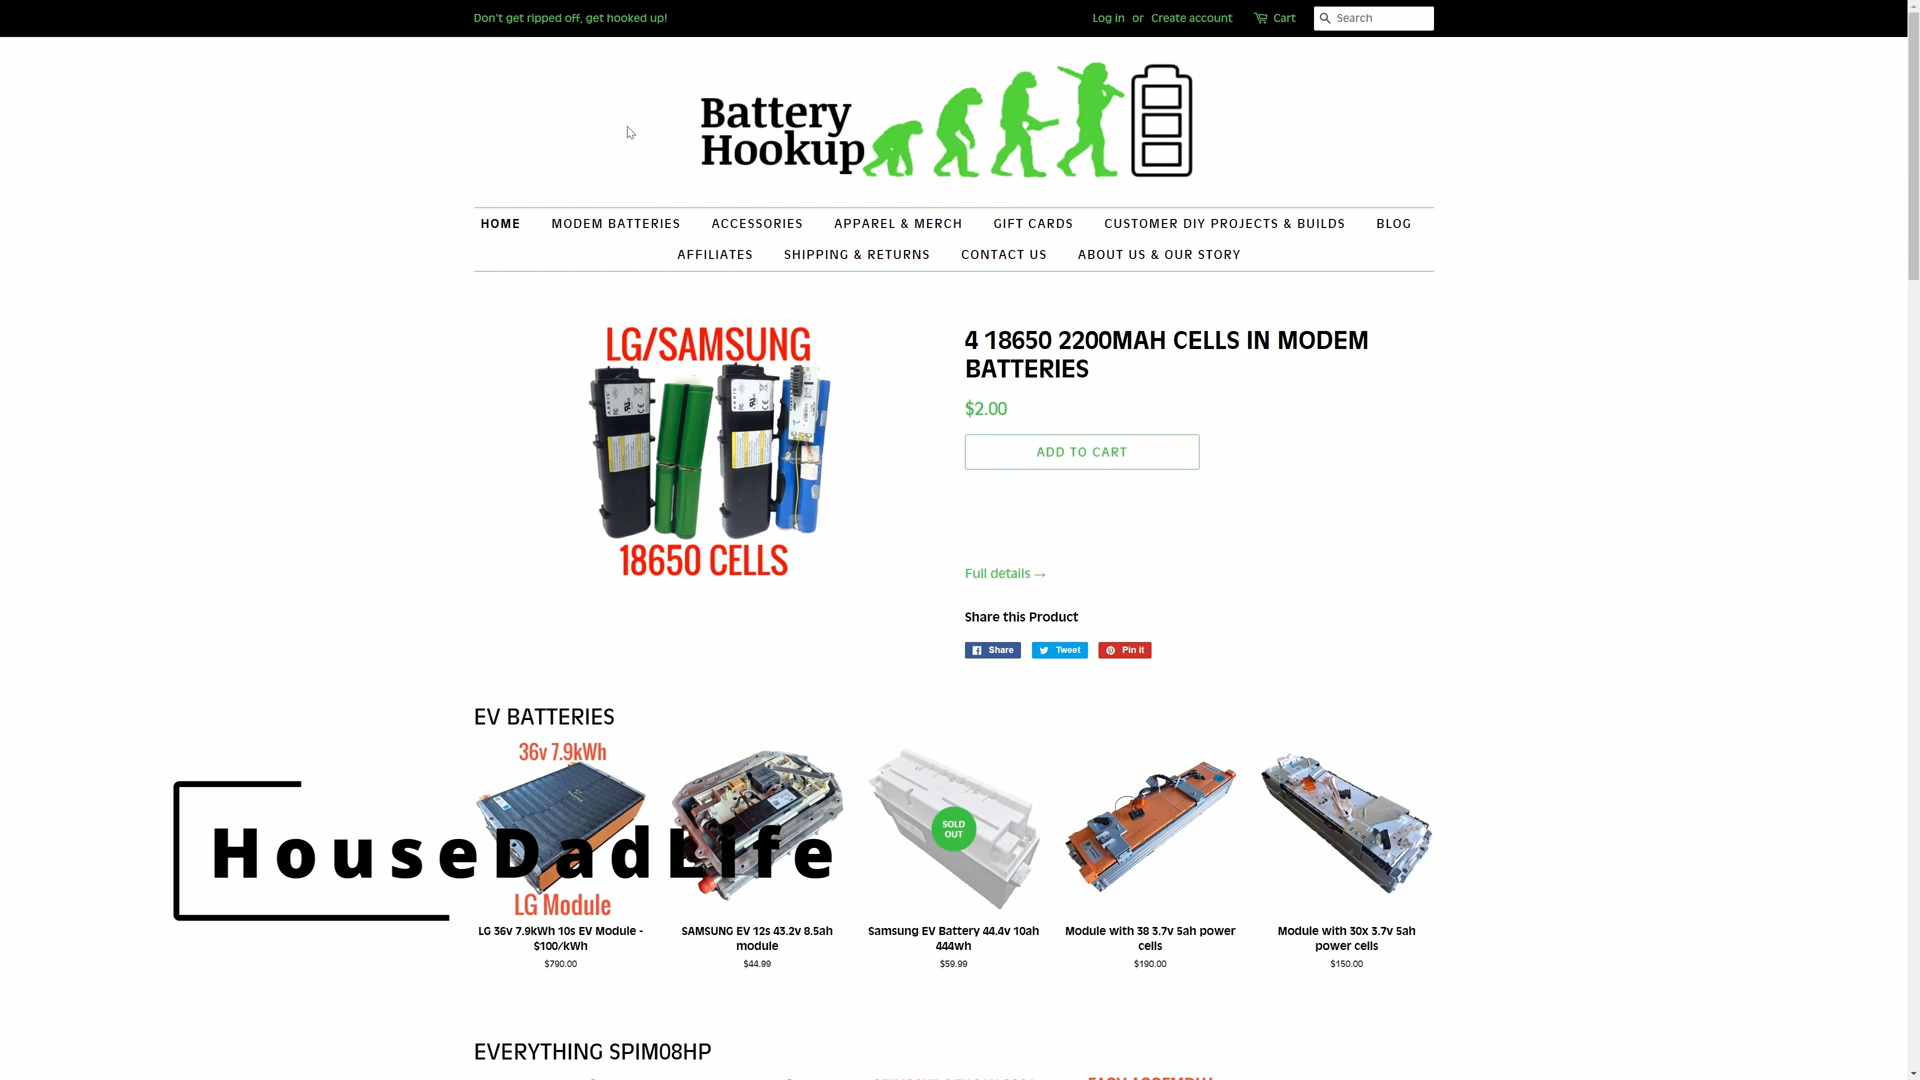 Don't get ripped off, get hooked up!
Log in or Create account Cart Search
Battery
Hookup
HOME MODEM BATTERIES ACCESSORIES APPAREL & MERCH GIFT CARDS CUSTOMER DIY PROJECTS & BUILDS BLOG
AFFILIATES SHIPPING & RETURNS CONTACT US ABOUT US & OUR STORY
LG/SAMSUNG
18650 CELLS
4 18650 2200MAH CELLS IN MODEM
BATTERIES
$2.00
ADD TO CART
Full details →
Share this Product
Share Tweet Pin it
EV BATTERIES
36v 7.9kWh
LG Module
SOLD
OUT
HouseDadLife
LG 36v 7.9kWh 10s EV Module -
$100/kWh
$790.00
SAMSUNG EV 12s 43.2v 8.5ah
module
$44.99
Samsung EV Battery 44.4v 10ah
444wh
$59.99
Module with 38 3.7v 5ah power
cells
$190.00
Module with 30x 3.7v 5ah
power cells
$150.00
EVERYTHING SPIM08HP